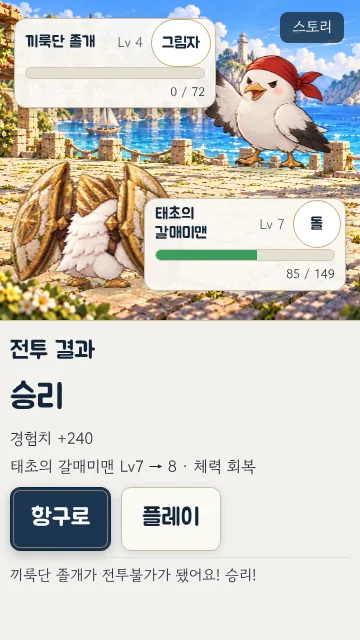 스토리
끼룩단 졸개 Lv 4 그림자
0 / 72
태초의
갈매미맨 Lv 7 돌
85 / 149
전투 결과
승리
경험치 +240
태초의 갈매미맨 Lv7 → 8 · 체력 회복
항구로 플레이
끼룩단 졸개가 전투불가가 됐어요! 승리!